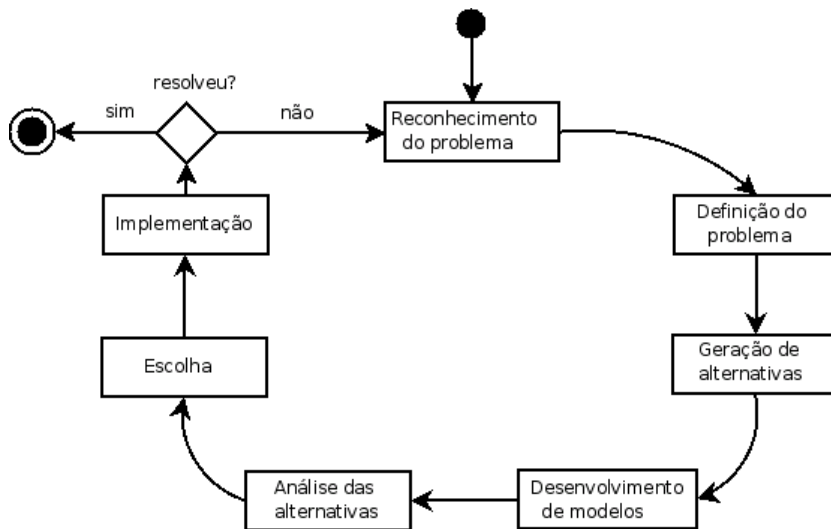 resolveu?
sim
não
Reconhecimento
do problema
Definição do
problema
Geração de
alternativas
Desenvolvimento
de modelos
Análise das
alternativas
Escolha
Implementação